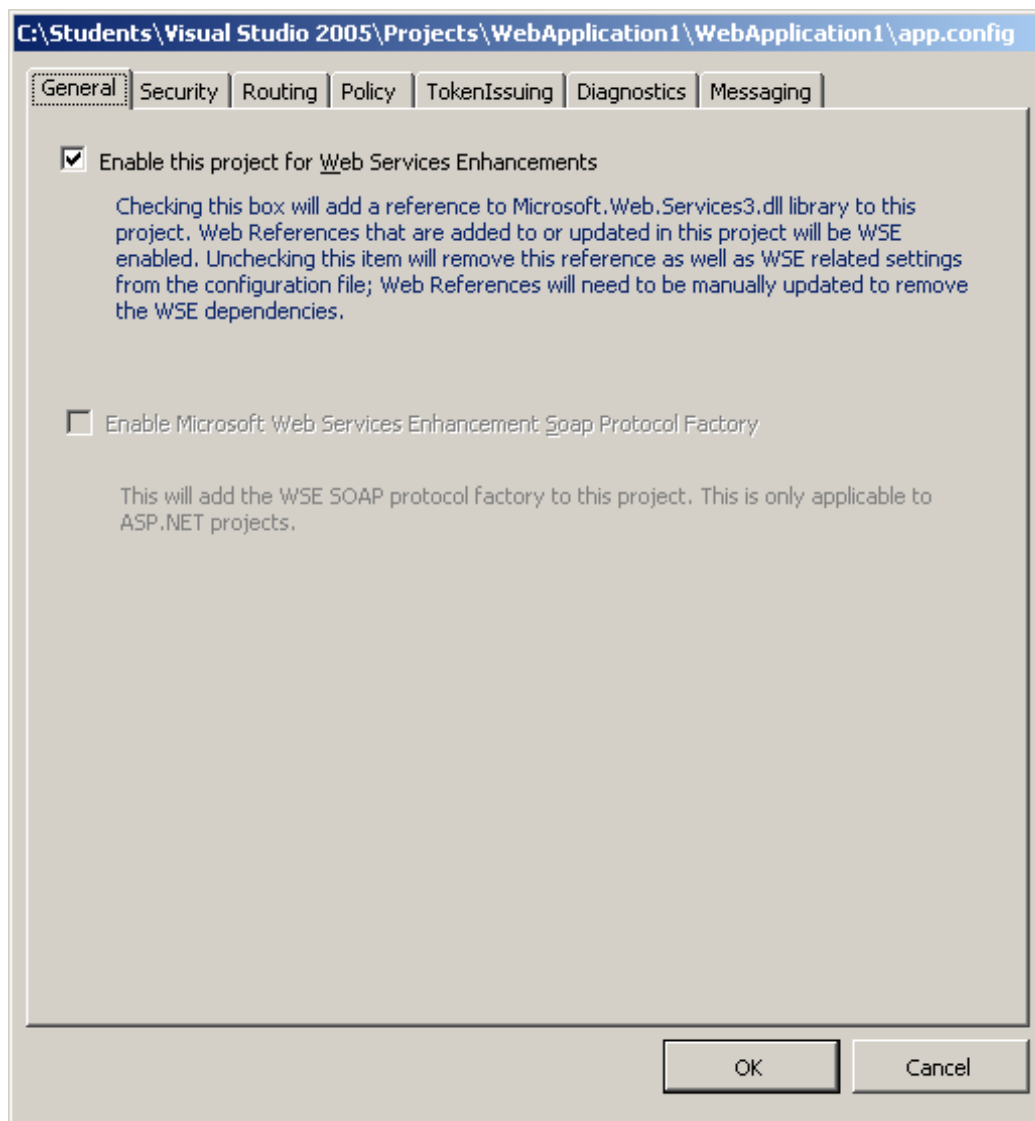 C:\Students\Visual Studio 2005\Projects\WebApplication1\WebApplication1\app.config
General Security Routing Policy TokenIssuing Diagnostics Messaging
Enable this project for Web Services Enhancements
Checking this box will add a reference to Microsoft.Web.Services3.dll library to this
project. Web References that are added to or updated in this project will be WSE
enabled. Unchecking this item will remove this reference as well as WSE related settings
from the configuration file; Web References will need to be manually updated to remove
the WSE dependencies.
Enable Microsoft Web Services Enhancement Soap Protocol Factory
This will add the WSE SOAP protocol factory to this project. This is only applicable to
ASP.NET projects.
OK Cancel